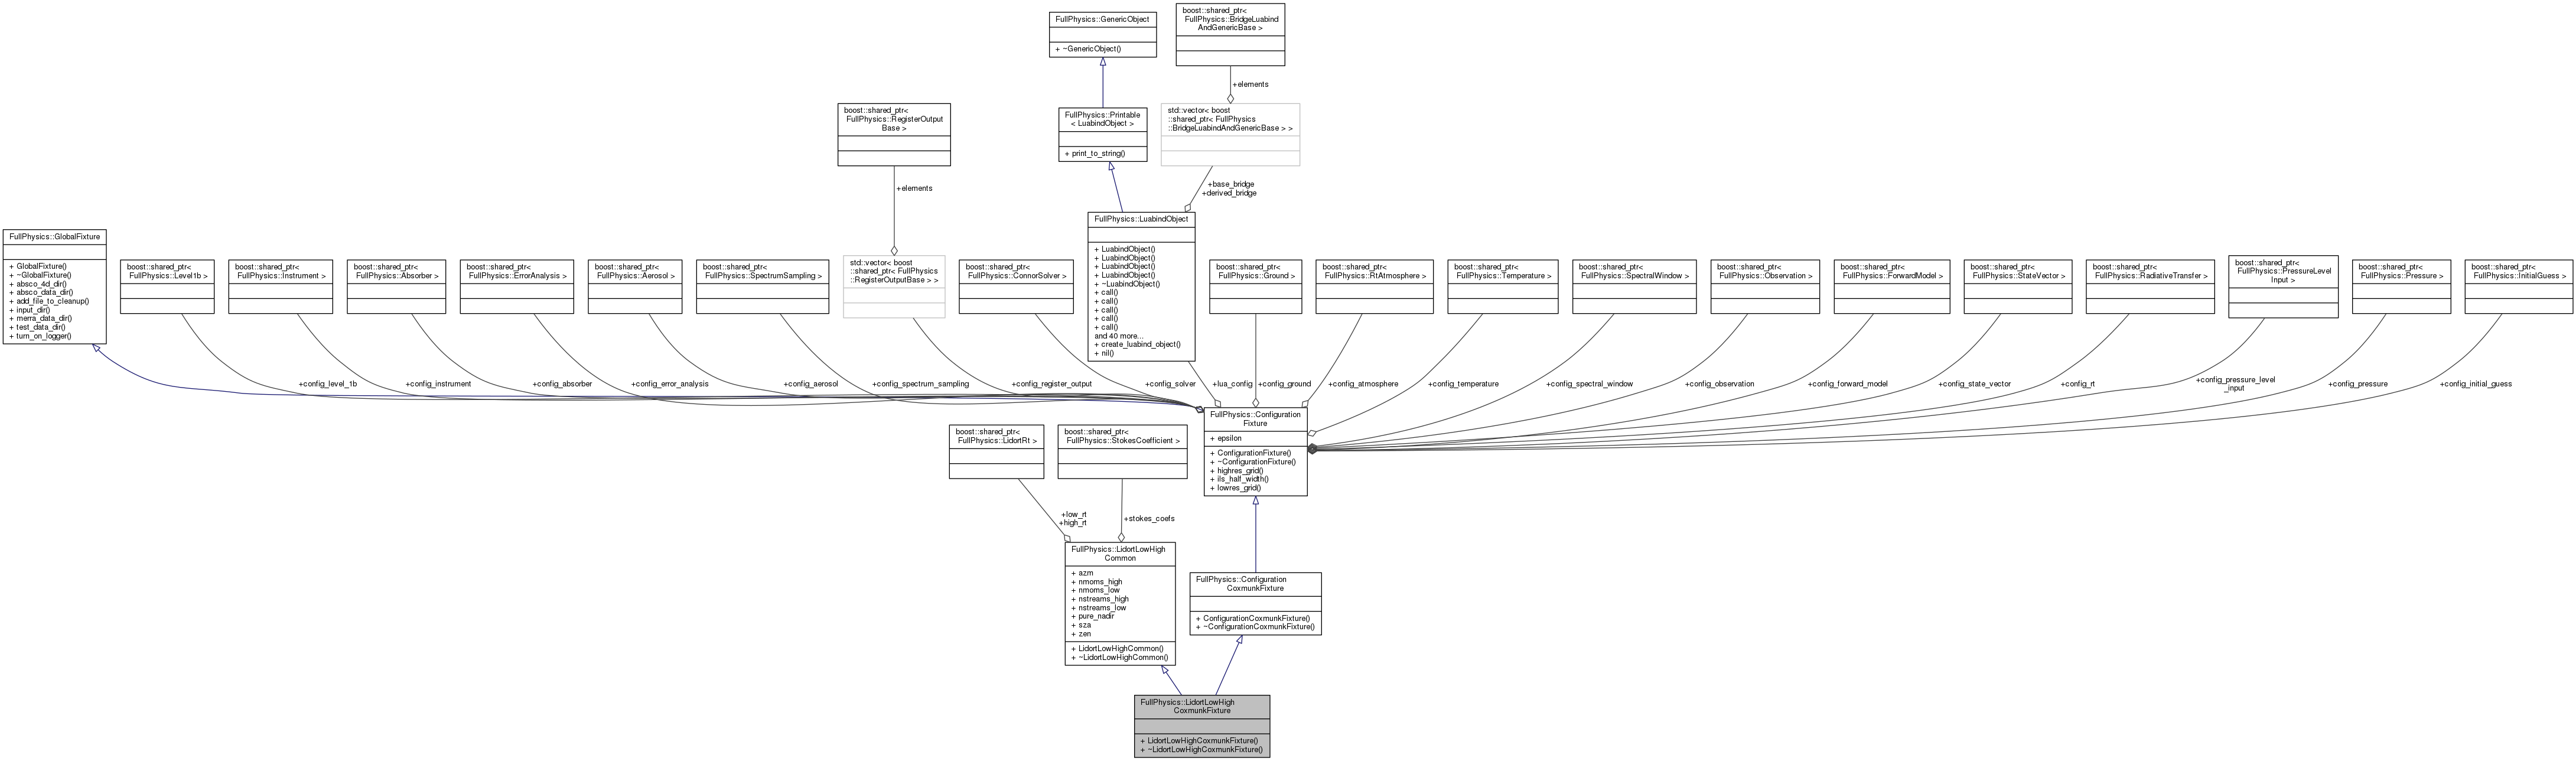 FullPhysics::GenericObject
+ ~GenericObject()
boost::shared_ptr<
FullPhysics::BridgeLuabind
AndGenericBase >
+elements
boost::shared_ptr<
FullPhysics::RegisterOutput
Base >
+elements
FullPhysics::Printable
< LuabindObject >
+ print_to_string()
std::vector< boost
::shared_ptr< FullPhysics
::BridgeLuabindAndGenericBase > >
+base_bridge
+derived_bridge
FullPhysics::GlobalFixture
+ GlobalFixture()
+ ~GlobalFixture()
+ absco_4d_dir()
+ absco_data_dir()
+ add_file_to_cleanup()
+ input_dir()
+ merra_data_dir()
+ test_data_dir()
+ turn_on_logger()
boost::shared_ptr<
FullPhysics::Level1b >
boost::shared_ptr<
FullPhysics::Instrument >
boost::shared_ptr<
FullPhysics::Absorber >
boost::shared_ptr<
FullPhysics::ErrorAnalysis >
boost::shared_ptr<
FullPhysics::Aerosol >
boost::shared_ptr<
FullPhysics::SpectrumSampling >
std::vector< boost
::shared_ptr< FullPhysics
::RegisterOutputBase > >
boost::shared_ptr<
FullPhysics::ConnorSolver >
FullPhysics::LuabindObject
+ LuabindObject()
+ LuabindObject()
+ LuabindObject()
+ LuabindObject()
+ ~LuabindObject()
+ call()
+ call()
+ call()
+ call()
+ call()
and 40 more...
+ create_luabind_object()
+ nil()
boost::shared_ptr<
FullPhysics::Ground >
boost::shared_ptr<
FullPhysics::RtAtmosphere >
boost::shared_ptr<
FullPhysics::Temperature >
boost::shared_ptr<
FullPhysics::SpectralWindow >
boost::shared_ptr<
FullPhysics::Observation >
boost::shared_ptr<
FullPhysics::ForwardModel >
boost::shared_ptr<
FullPhysics::StateVector >
boost::shared_ptr<
FullPhysics::RadiativeTransfer >
boost::shared_ptr<
FullPhysics::PressureLevel
Input >
boost::shared_ptr<
FullPhysics::Pressure >
boost::shared_ptr<
FullPhysics::InitialGuess >
+config_level_1b
+config_instrument
+config_absorber
+config_error_analysis
+config_aerosol
+config_spectrum_sampling
+config_register_output
+config_solver
+lua_config
+config_ground
+config_atmosphere
+config_temperature
+config_spectral_window
+config_observation
+config_forward_model
+config_state_vector
+config_rt
+config_pressure_level
_input
+config_pressure
+config_initial_guess
FullPhysics::Configuration
Fixture
+ epsilon
+ ConfigurationFixture()
+ ~ConfigurationFixture()
+ highres_grid()
+ ils_half_width()
+ lowres_grid()
boost::shared_ptr<
FullPhysics::LidortRt >
boost::shared_ptr<
FullPhysics::StokesCoefficient >
+low_rt
+high_rt
+stokes_coefs
FullPhysics::LidortLowHigh
Common
+ azm
+ nmoms_high
+ nmoms_low
+ nstreams_high
+ nstreams_low
+ pure_nadir
+ sza
+ zen
+ LidortLowHighCommon()
+ ~LidortLowHighCommon()
FullPhysics::Configuration
CoxmunkFixture
+ ConfigurationCoxmunkFixture()
+ ~ConfigurationCoxmunkFixture()
FullPhysics::LidortLowHigh
CoxmunkFixture
+ LidortLowHighCoxmunkFixture()
+ ~LidortLowHighCoxmunkFixture()